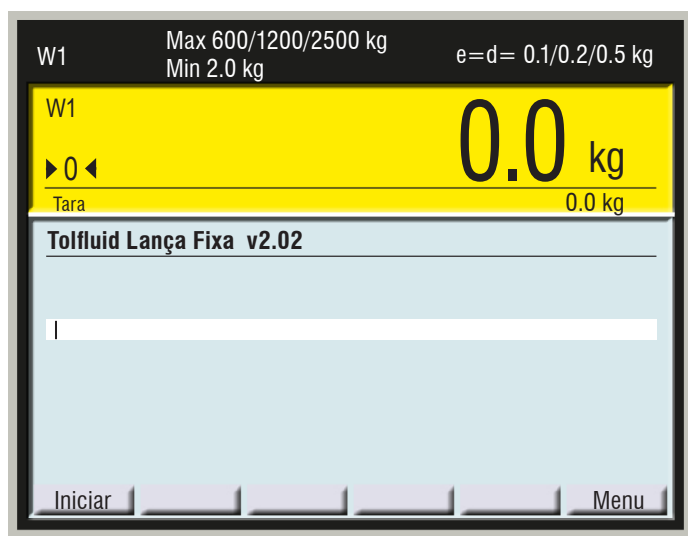 W1 Max 600/1200/2500 kg e=d= 0.1/0.2/0.5 kg
Min 2.0 kg
W1
0.0 kg
▶0◀
Tara 0.0 kg
Tolfluid Lança Fixa v2.02
Iniciar Menu